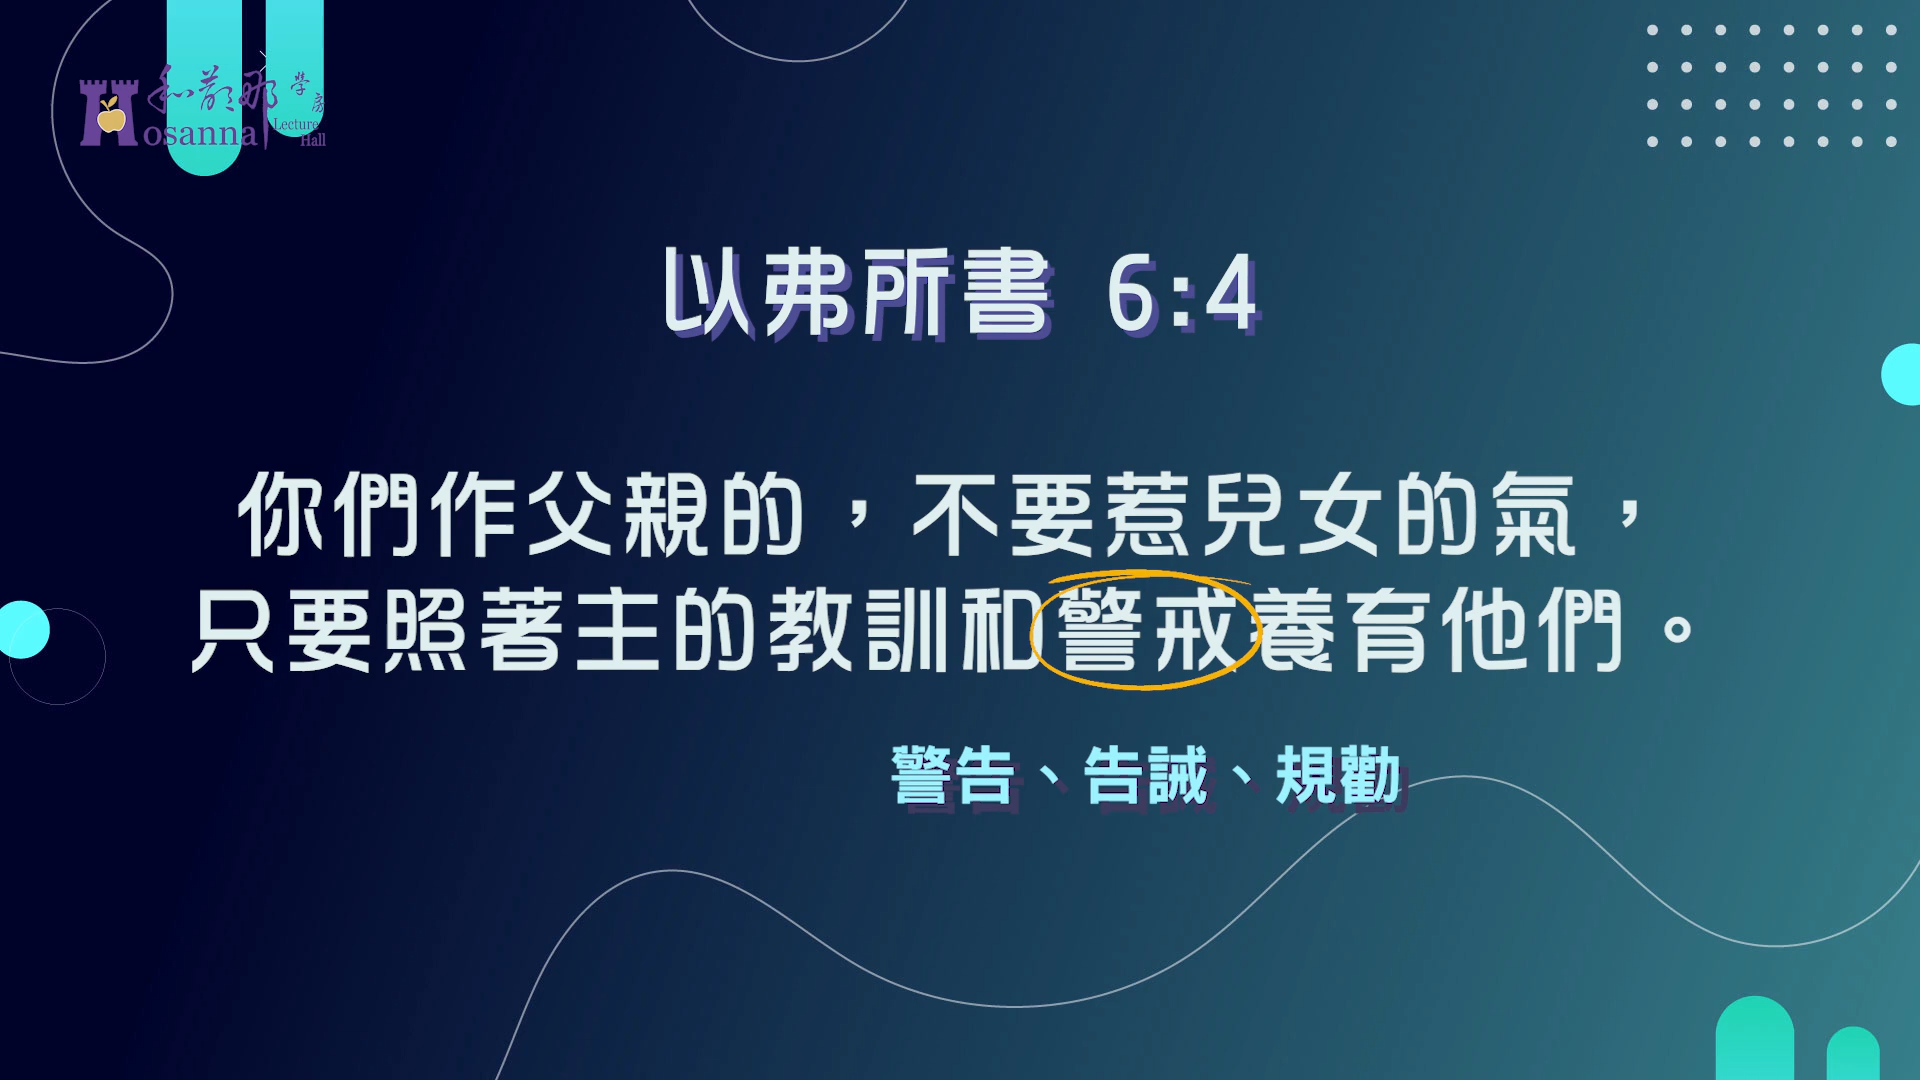 和散那學房
Hosanna Lecture Hall
以弗所書 6:4
你們作父親的，不要惹兒女的氣，
只要照著主的教訓和警戒養育他們。
警告、告誡、規勸